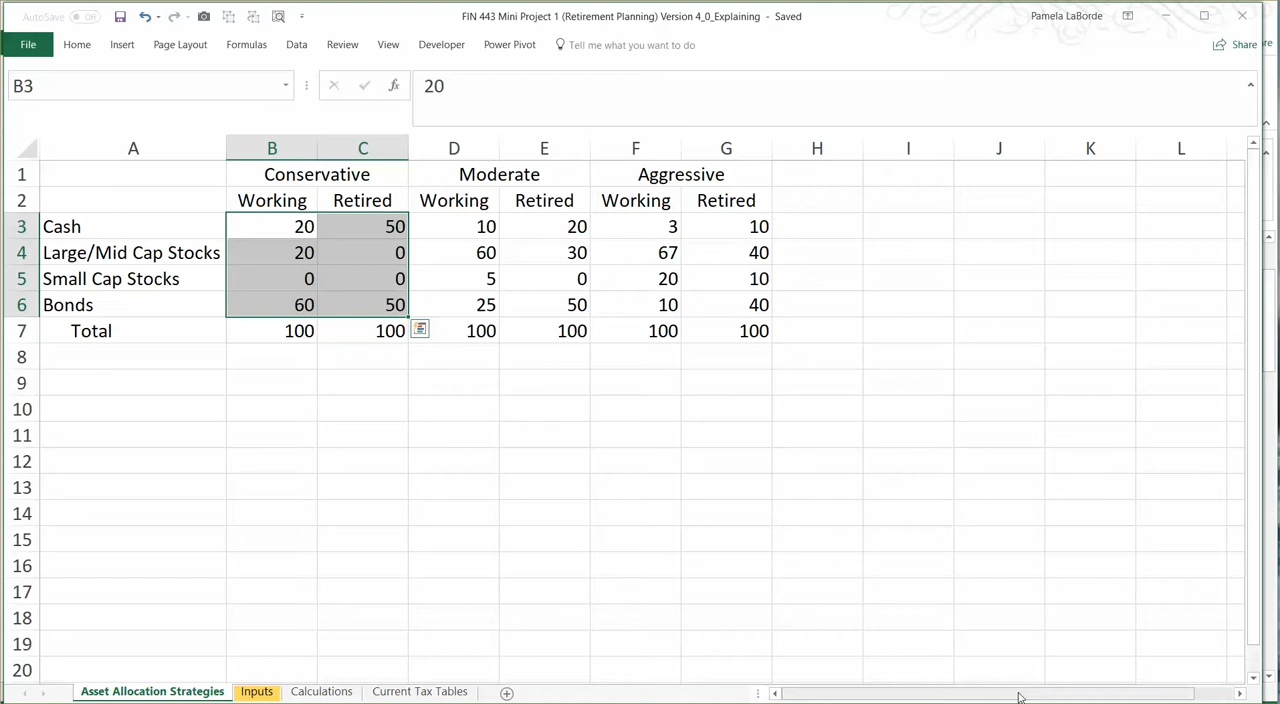 AutoSave Off FIN 443 Mini Project 1 (Retirement Planning) Version 4_0_Explaining - Saved Pamela LaBorde
File Home Insert Page Layout Formulas Data Review View Developer Power Pivot Tell me what you want to do Share re
B3 fx 20
A B C D E F G H I J K L
1 Conservative Moderate Aggressive
2 Working Retired Working Retired Working Retired
3 Cash 20 50 10 20 3 10
4 Large/Mid Cap Stocks 20 0 60 30 67 40
5 Small Cap Stocks 0 0 5 0 20 10
6 Bonds 60 50 25 50 10 40
7 Total 100 100 100 100 100 100
8
9
10
11
12
13
14
15
16
17
18
19
20
Asset Allocation Strategies Inputs Calculations Current Tax Tables